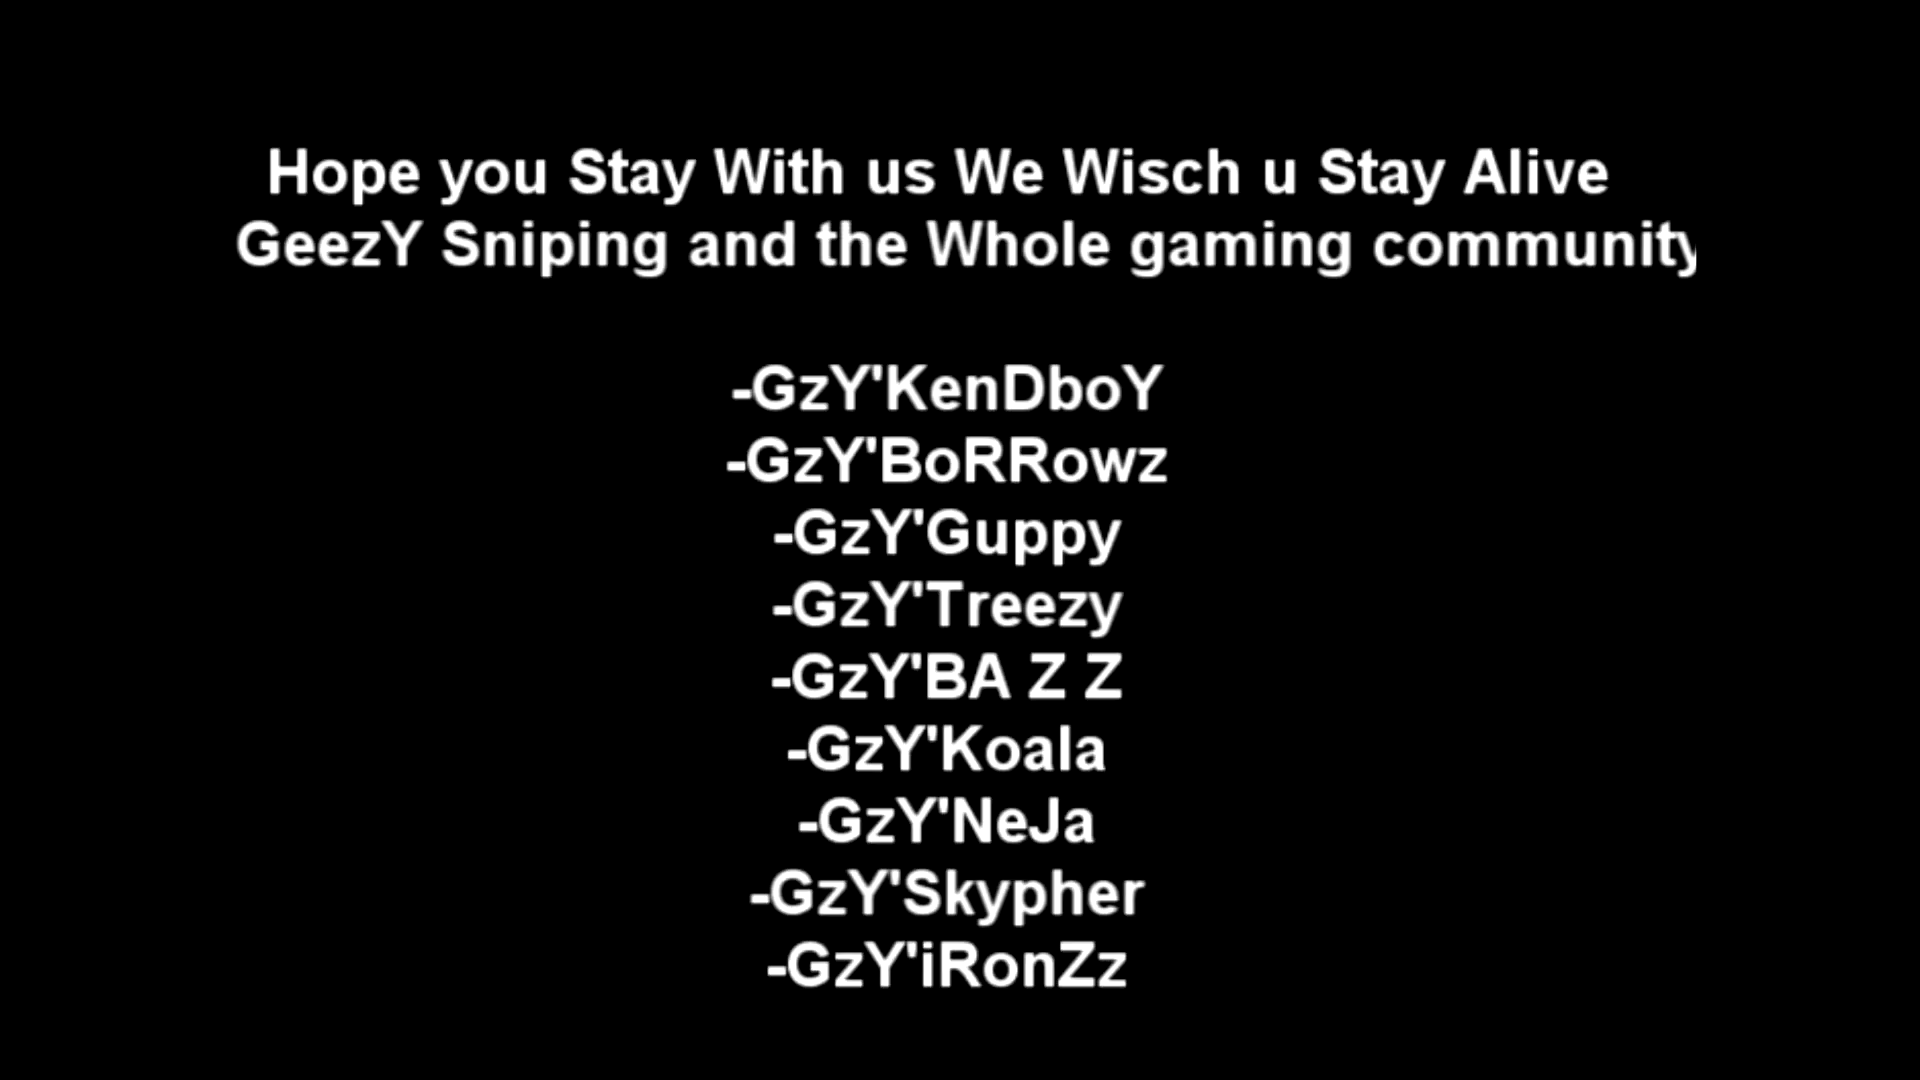 Hope you Stay With us We Wisch u Stay Alive
GeezY Sniping and the Whole gaming community
-GzY'KenDboY
-GzY'BoRRowz
-GzY'Guppy
-GzY'Treezy
-GzY'BA Z Z
-GzY'Koala
-GzY'NeJa
-GzY'Skypher
-GzY'iRonZz